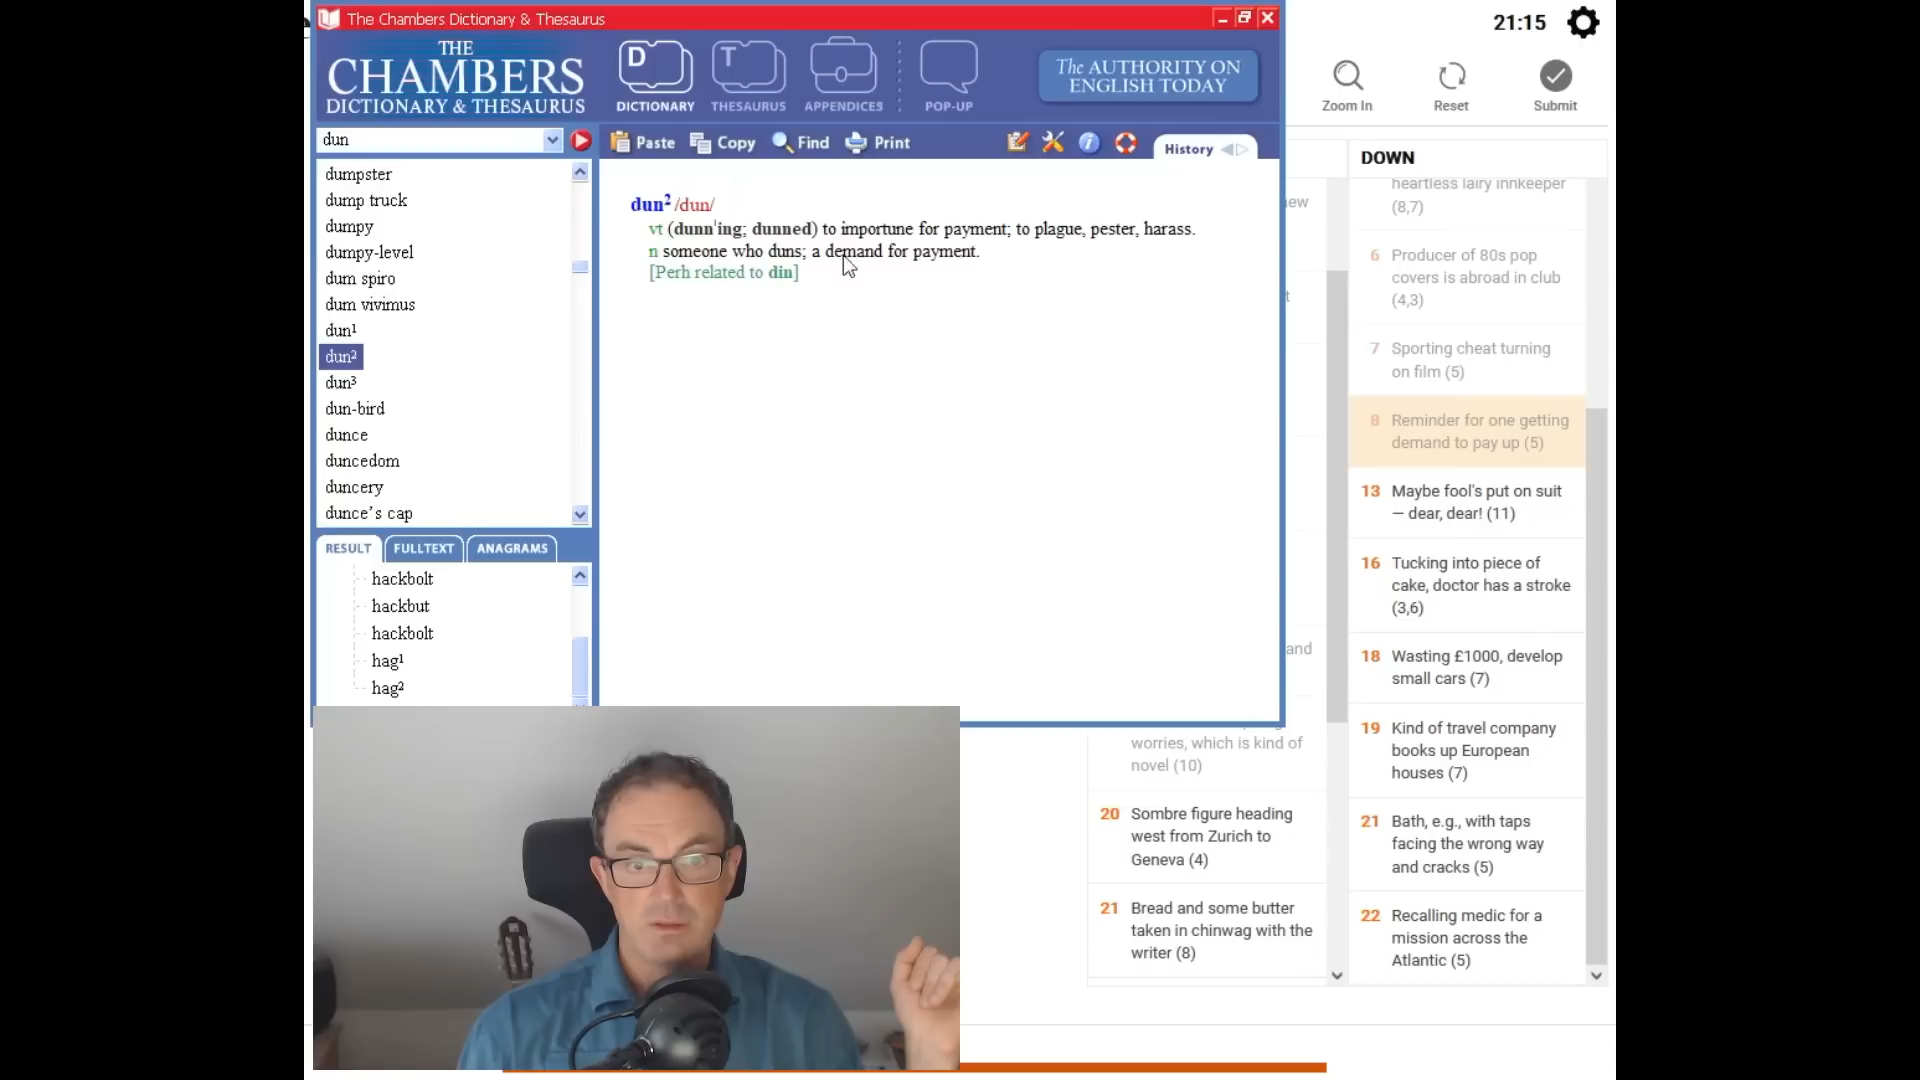 The Chambers Dictionary & Thesaurus
THE
CHAMBERS
DICTIONARY & THESAURUS
D
DICTIONARY
T
THESAURUS
APPENDICES
POP-UP
The AUTHORITY ON
ENGLISH TODAY
dun
Paste
Copy
Find
Print
History
dumpster
dump truck
dumpy
dumpy-level
dum spiro
dum vivimus
dun¹
dun²
dun³
dun-bird
dunce
duncedom
duncery
dunce's cap
RESULT
FULLTEXT
ANAGRAMS
hackbolt
hackbut
hackbolt
hag¹
hag²
dun² /dun/
vt (dunn'ing; dunned) to importune for payment; to plague, pester, harass.
n someone who duns; a demand for payment.
[Perh related to din]
21:15
Zoom In
Reset
Submit
and
worries, which is kind of
novel (10)
20 Sombre figure heading
west from Zurich to
Geneva (4)
21 Bread and some butter
taken in chinwag with the
writer (8)
DOWN
heartless lairy innkeeper
(8,7)
6 Producer of 80s pop
covers is abroad in club
(4,3)
7 Sporting cheat turning
on film (5)
8 Reminder for one getting
demand to pay up (5)
13 Maybe fool's put on suit
— dear, dear! (11)
16 Tucking into piece of
cake, doctor has a stroke
(3,6)
18 Wasting £1000, develop
small cars (7)
19 Kind of travel company
books up European
houses (7)
21 Bath, e.g., with taps
facing the wrong way
and cracks (5)
22 Recalling medic for a
mission across the
Atlantic (5)